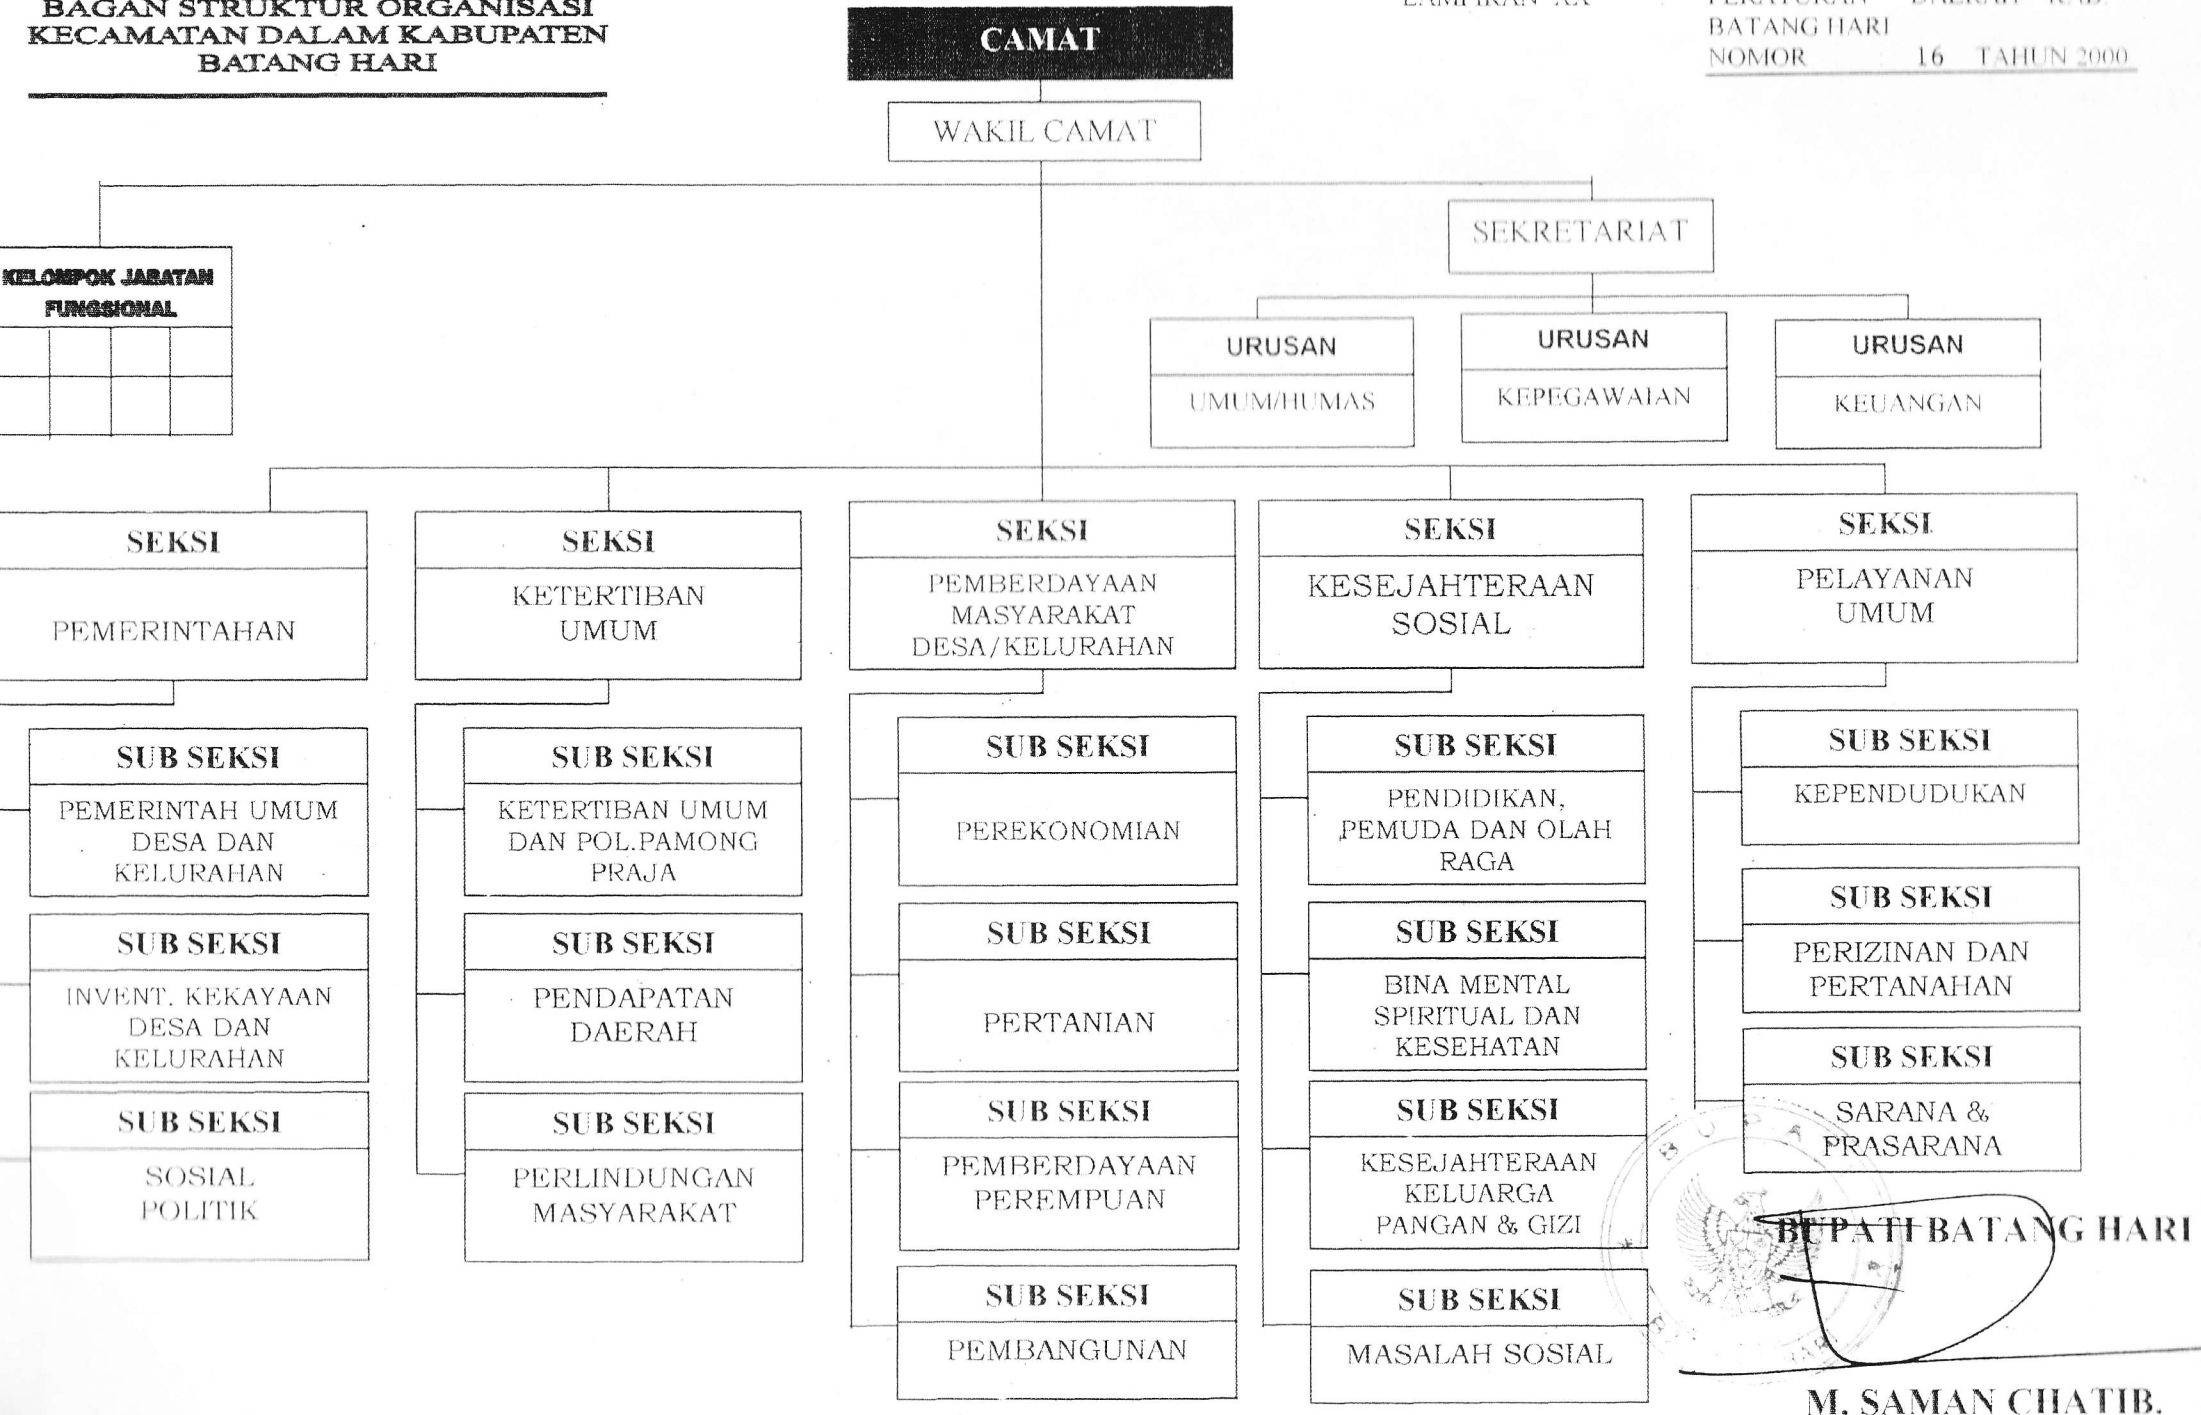 BAGAN STRUKTUR ORGANISASI
KECAMATAN DALAM KABUPATEN
BATANG HARI
CAMAT
LAMPIRAN XX
PERATURAN DAERAH KAB.
BATANG HARI
NOMOR : 16 TAHUN 2000
WAKIL CAMAT
SEKRETARIAT
KELOMPOK JABATAN
FUNGSIONAL
URUSAN
UMUM/HUMAS
URUSAN
KEPEGAWAIAN
URUSAN
KEUANGAN
SEKSI
PEMERINTAHAN
SEKSI
KETERTIBAN
UMUM
SEKSI
PEMBERDAYAAN
MASYARAKAT
DESA/KELURAHAN
SEKSI
KESEJAHTERAAN
SOSIAL
SEKSI
PELAYANAN
UMUM
SUB SEKSI
PEMERINTAH UMUM
DESA DAN
KELURAHAN
SUB SEKSI
INVENT. KEKAYAAN
DESA DAN
KELURAHAN
SUB SEKSI
SOSIAL
POLITIK
SUB SEKSI
KETERTIBAN UMUM
DAN POL.PAMONG
PRAJA
SUB SEKSI
PENDAPATAN
DAERAH
SUB SEKSI
PERLINDUNGAN
MASYARAKAT
SUB SEKSI
PEREKONOMIAN
SUB SEKSI
PERTANIAN
SUB SEKSI
PEMBERDAYAAN
PEREMPUAN
SUB SEKSI
PEMBANGUNAN
SUB SEKSI
PENDIDIKAN,
PEMUDA DAN OLAH
RAGA
SUB SEKSI
BINA MENTAL
SPIRITUAL DAN
KESEHATAN
SUB SEKSI
KESEJAHTERAAN
KELUARGA
PANGAN & GIZI
SUB SEKSI
MASALAH SOSIAL
SUB SEKSI
KEPENDUDUKAN
SUB SEKSI
PERIZINAN DAN
PERTANAHAN
SUB SEKSI
SARANA &
PRASARANA
BUPATI BATANG HARI
M. SAMAN CHATIB.